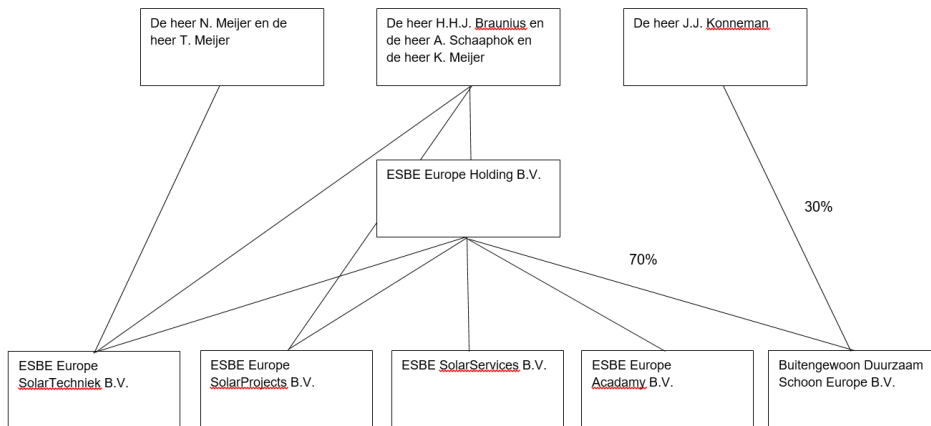 De heer N. Meijer en de
heer T. Meijer
De heer H.H.J. Braunius en
de heer A. Schaaphok en
de heer K. Meijer
De heer J.J. Konneman
ESBE Europe Holding B.V.
30%
70%
ESBE Europe
SolarTechniek B.V.
ESBE Europe
SolarProjects B.V.
ESBE SolarServices B.V.
ESBE Europe
Acadamy B.V.
Buitengewoon Duurzaam
Schoon Europe B.V.